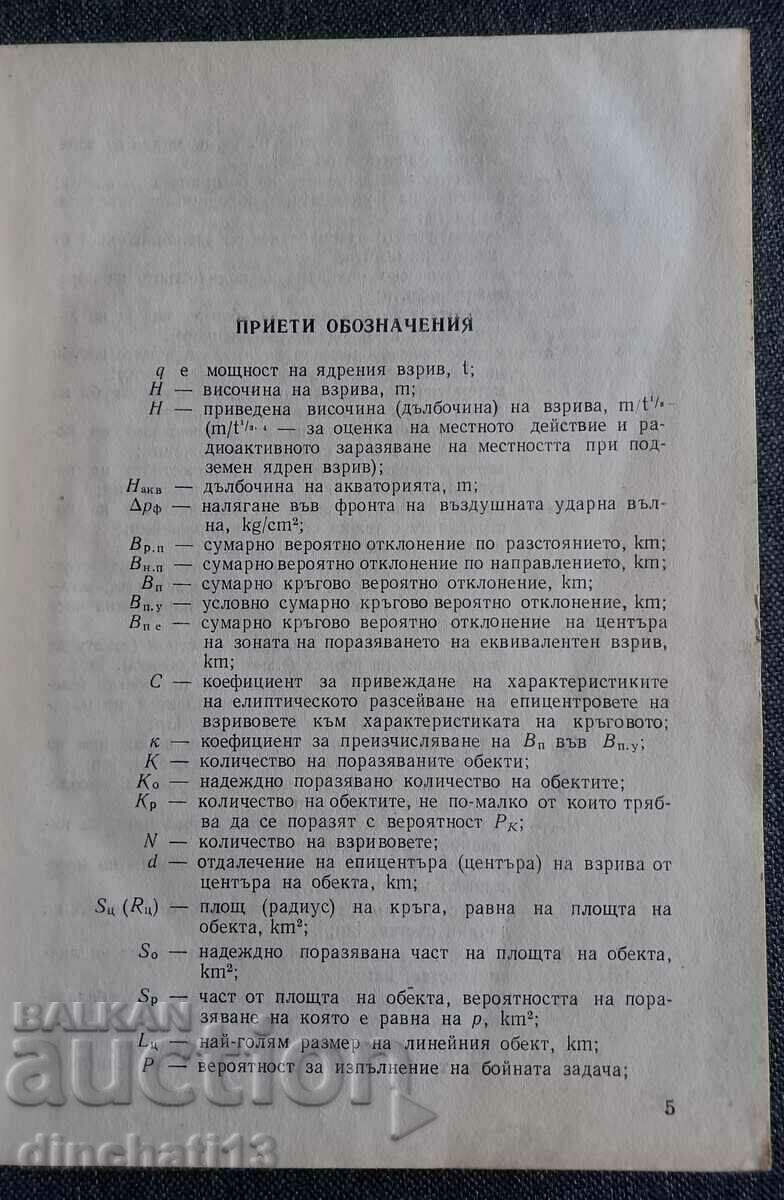 ПРИЕТИ ОБОЗНАЧЕНИЯ
q е мощност на ядрения взрив, t;
H — височина на взрива, m;
H — приведена височина (дълбочина) на взрива, m/t¹/³ -
(m/t¹/³· ⁴ — за оценка на местното действие и ра-
диоактивното заразяване на местността при под-
земен ядрен взрив);
Hакв — дълбочина на акваторията, m;
Δpф — налягане във фронта на въздушната ударна въл-
на, kg/cm²;
Bр.п — сумарно вероятно отклонение по разстоянието, km;
Bн.п — сумарно вероятно отклонение по направлението, km;
Bп — сумарно кръгово вероятно отклонение, km;
Bп.у — условно сумарно кръгово вероятно отклонение, km;
Bп е — сумарно кръгово вероятно отклонение на центъра
на зоната на поразяването на еквивалентен взрив,
km;
C — коефициент за привеждане на характеристиките
на елиптическото разсейване на епицентровете на
взривовете към характеристиката на кръговото;
к — коефициент за преизчисляване на Bп във Bп.у;
K — количество на поразяваните обекти;
Kо — надеждно поразявано количество на обектите;
Kр — количество на обектите, не по-малко от които тряб-
ва да се поразят с вероятност PK;
N — количество на взривовете;
d — отдалечение на епицентъра (центъра) на взрива от
центъра на обекта, km;
Sц (Rц) — площ (радиус) на кръга, равна на площта на
обекта, km²;
Sо — надеждно поразявана част на площта на обекта,
km²;
Sр — част от площта на обекта, вероятността на пора-
зяване на която е равна на p, km²;
Lц — най-голям размер на линейния обект, km;
P — вероятност за изпълнение на бойната задача;
5
BALKAN
auction
dinchati13